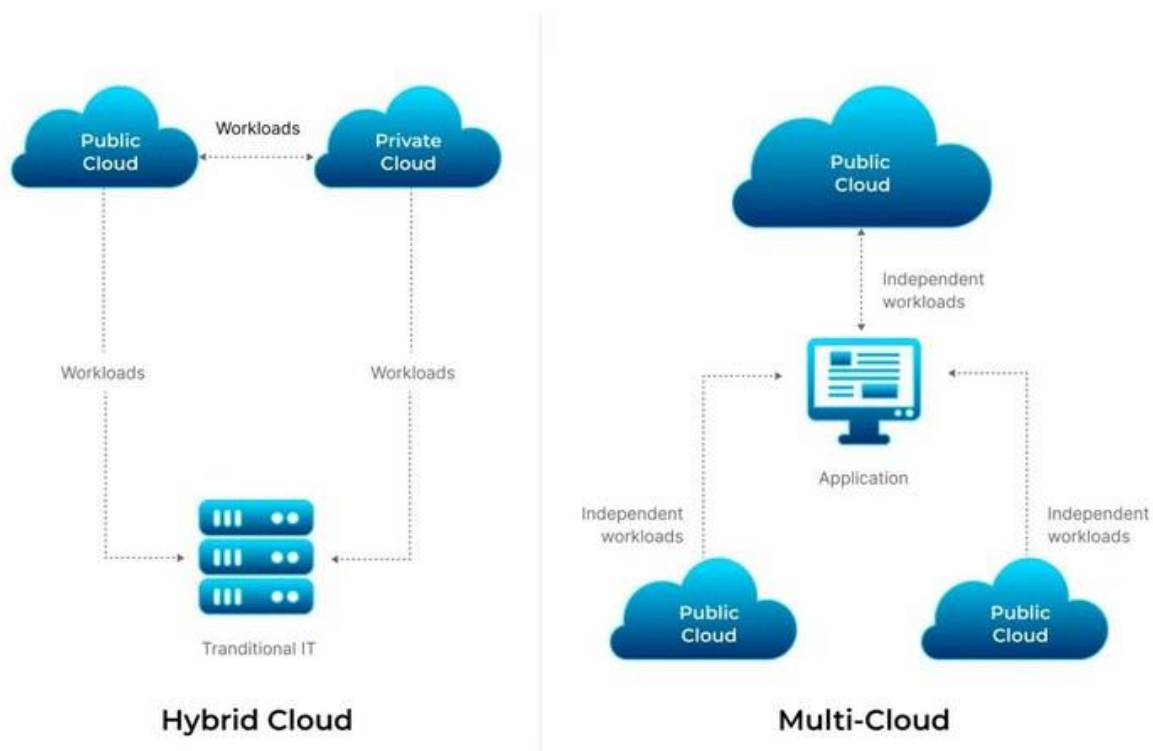 Public
Cloud
Workloads
Private
Cloud
Workloads
Workloads
Tranditional IT
Hybrid Cloud
Public
Cloud
Independent
workloads
Application
Independent
workloads
Independent
workloads
Public
Cloud
Public
Cloud
Multi-Cloud